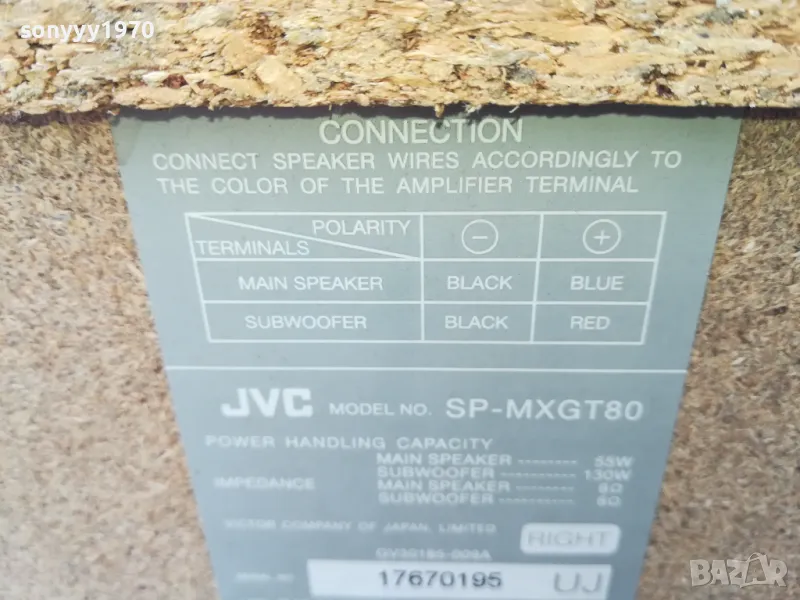 sonyyy1970
CONNECTION
CONNECT SPEAKER WIRES ACCORDINGLY TO
THE COLOR OF THE AMPLIFIER TERMINAL
POLARITY
TERMINALS
− +
MAIN SPEAKER BLACK BLUE
SUBWOOFER BLACK RED
JVC MODEL NO. SP-MXGT80
POWER HANDLING CAPACITY
MAIN SPEAKER -------- 55W
SUBWOOFER -------- 130W
IMPEDANCE MAIN SPEAKER -------- 8Ω
SUBWOOFER -------- 6Ω
VICTOR COMPANY OF JAPAN, LIMITED
RIGHT
17670195 UJ
BAZAR